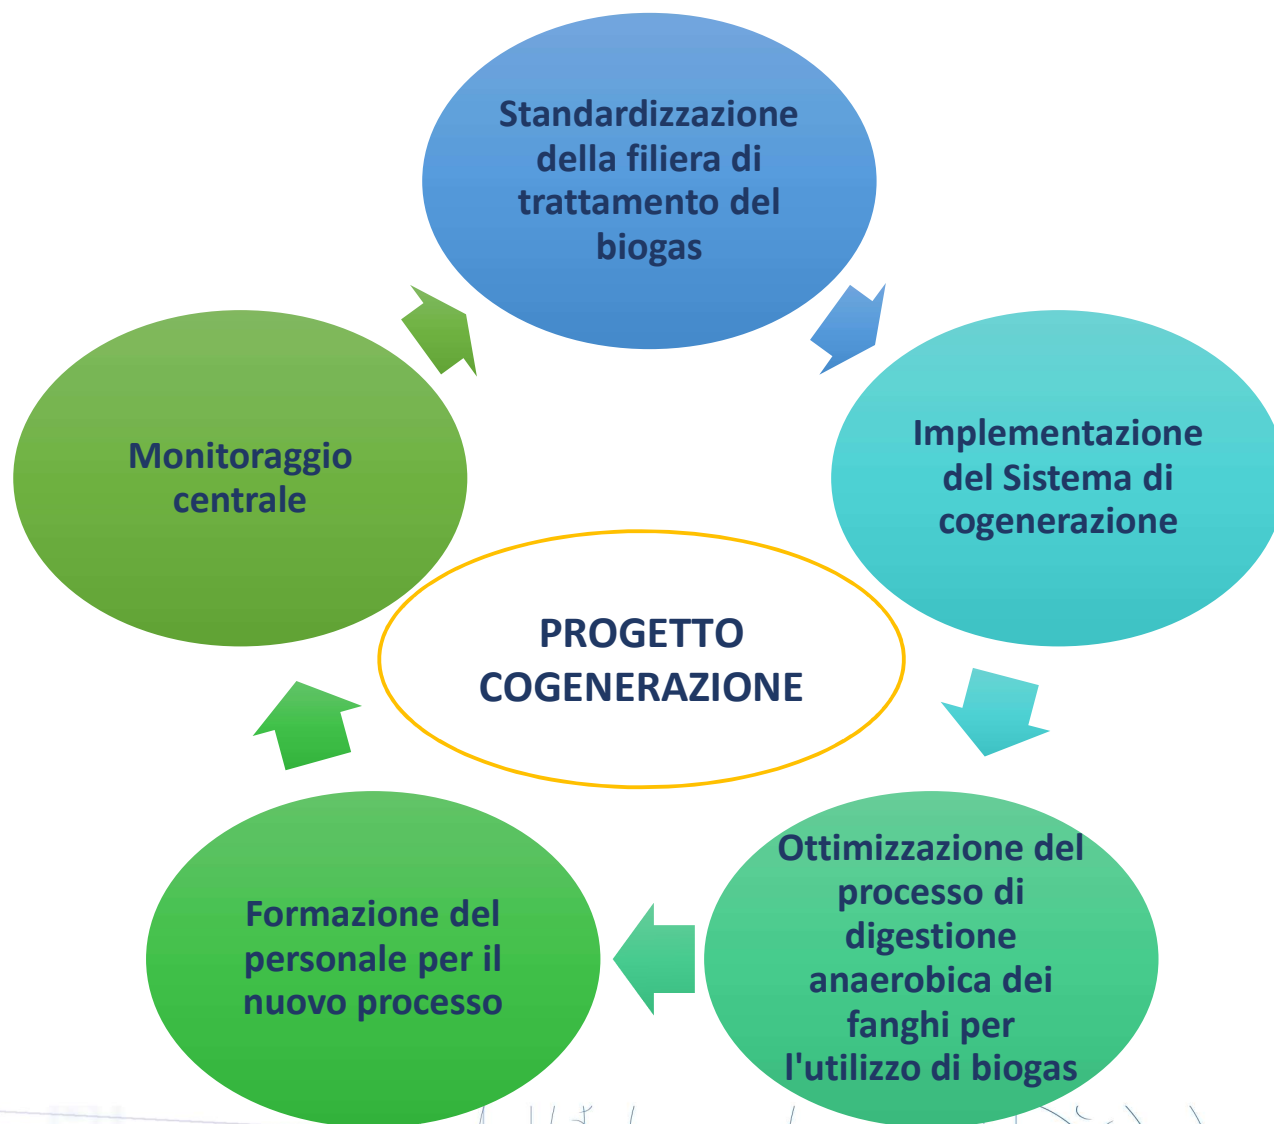 Standardizzazione
della filiera di
trattamento del
biogas
Implementazione
del Sistema di
cogenerazione
Ottimizzazione del
processo di
digestione
anaerobica dei
fanghi per
l'utilizzo di biogas
Formazione del
personale per il
nuovo processo
Monitoraggio
centrale
PROGETTO
COGENERAZIONE